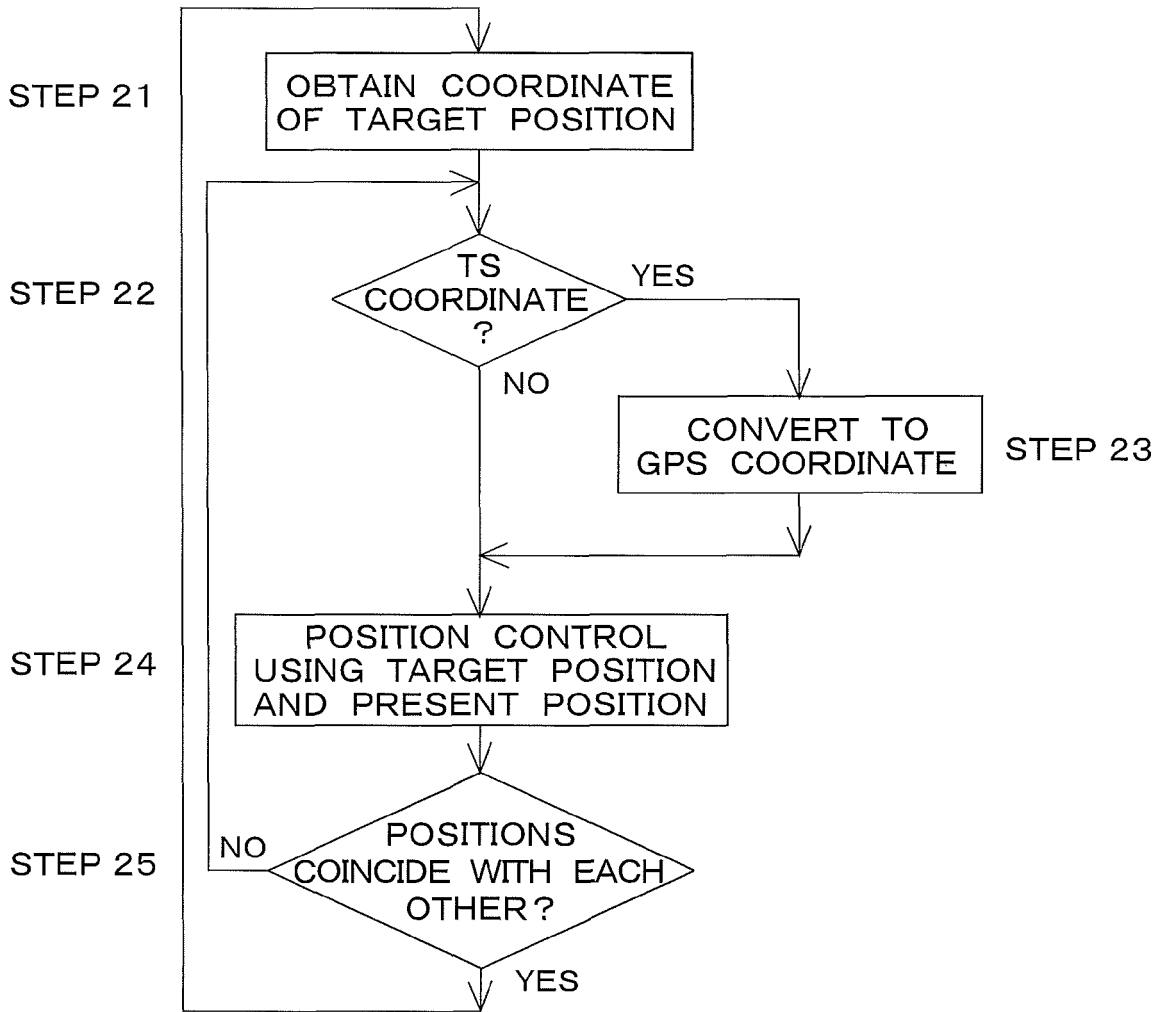 STEP 21
OBTAIN COORDINATE
OF TARGET POSITION
STEP 22
TS
COORDINATE
?
YES
NO
CONVERT TO
GPS COORDINATE
STEP 23
STEP 24
POSITION CONTROL
USING TARGET POSITION
AND PRESENT POSITION
STEP 25
NO
POSITIONS
COINCIDE WITH EACH
OTHER?
YES